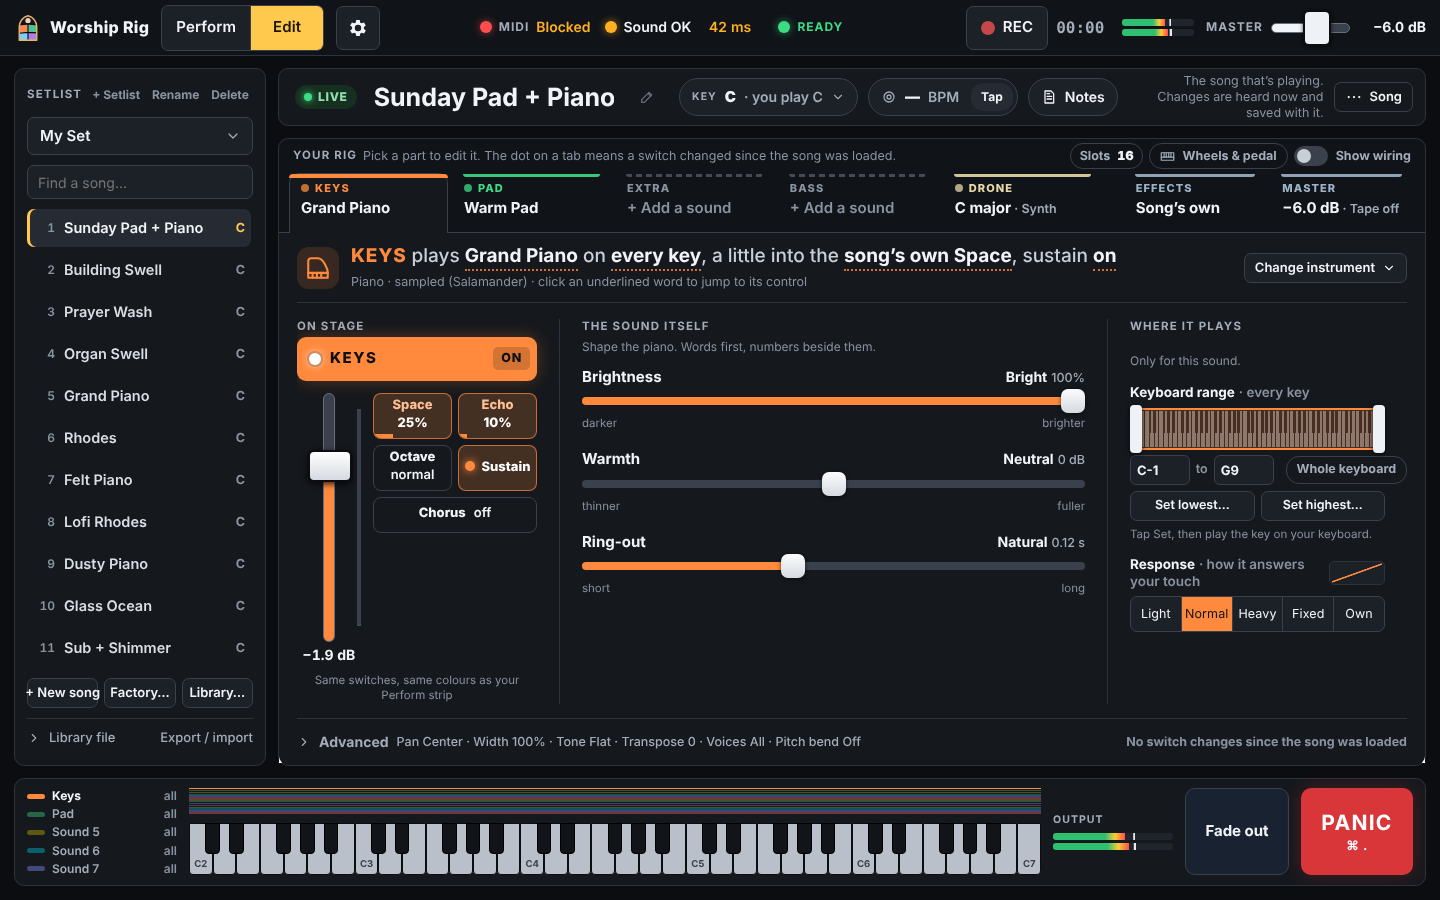 Worship Rig
Perform
Edit
MIDI Blocked
Sound OK 42 ms
READY
REC 00:00
MASTER −6.0 dB
SETLIST + Setlist Rename Delete
My Set
Find a song...
1 Sunday Pad + Piano C
2 Building Swell C
3 Prayer Wash C
4 Organ Swell C
5 Grand Piano C
6 Rhodes C
7 Felt Piano C
8 Lofi Rhodes C
9 Dusty Piano C
10 Glass Ocean C
11 Sub + Shimmer C
+ New song Factory... Library...
Library file Export / import
LIVE Sunday Pad + Piano
KEY C · you play C
— BPM Tap
Notes
The song that's playing.
Changes are heard now and
saved with it.
··· Song
YOUR RIG Pick a part to edit it. The dot on a tab means a switch changed since the song was loaded.
Slots 16 Wheels & pedal Show wiring
KEYS
Grand Piano
PAD
Warm Pad
EXTRA
+ Add a sound
BASS
+ Add a sound
DRONE
C major · Synth
EFFECTS
Song's own
MASTER
−6.0 dB · Tape off
KEYS plays Grand Piano on every key, a little into the song's own Space, sustain on
Piano · sampled (Salamander) · click an underlined word to jump to its control
Change instrument
ON STAGE
KEYS ON
Space
25%
Echo
10%
Octave
normal
Sustain
Chorus off
−1.9 dB
Same switches, same colours as your
Perform strip
THE SOUND ITSELF
Shape the piano. Words first, numbers beside them.
Brightness Bright 100%
darker brighter
Warmth Neutral 0 dB
thinner fuller
Ring-out Natural 0.12 s
short long
WHERE IT PLAYS
Only for this sound.
Keyboard range · every key
C-1 to G9 Whole keyboard
Set lowest... Set highest...
Tap Set, then play the key on your keyboard.
Response · how it answers
your touch
Light Normal Heavy Fixed Own
Advanced Pan Center · Width 100% · Tone Flat · Transpose 0 · Voices All · Pitch bend Off
No switch changes since the song was loaded
Keys all
Pad all
Sound 5 all
Sound 6 all
Sound 7 all
C2 C3 C4 C5 C6 C7
OUTPUT
Fade out
PANIC
⌘ .